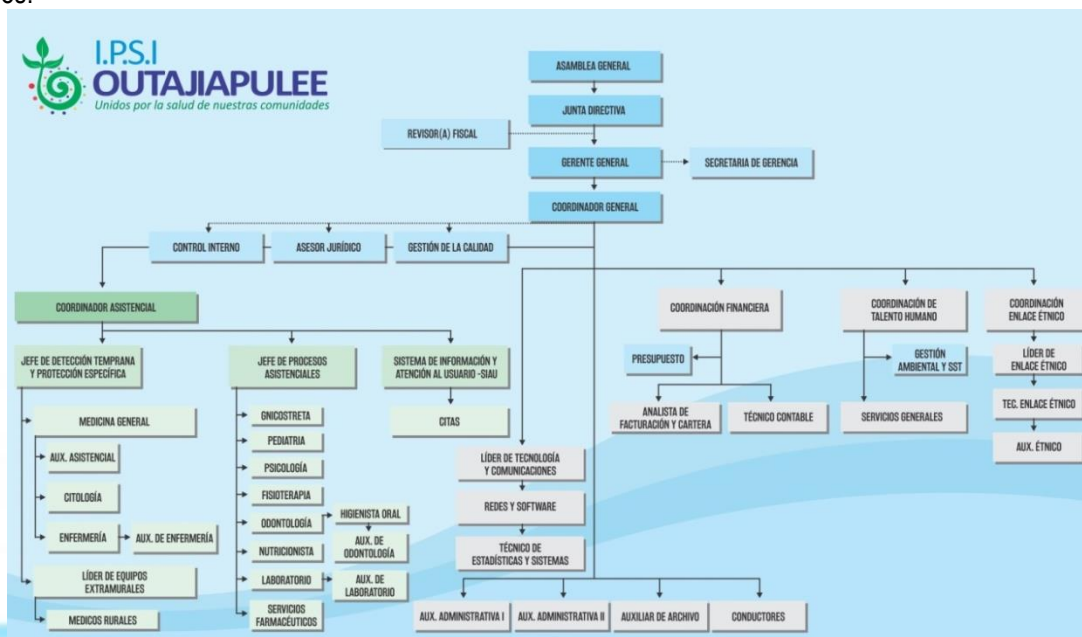 I.P.S.I
OUTAJIAPULEE
Unidos por la salud de nuestras comunidades
ASAMBLEA GENERAL
JUNTA DIRECTIVA
REVISOR(A) FISCAL
GERENTE GENERAL
SECRETARIA DE GERENCIA
COORDINADOR GENERAL
CONTROL INTERNO
ASESOR JURÍDICO
GESTIÓN DE LA CALIDAD
COORDINADOR ASISTENCIAL
COORDINACIÓN FINANCIERA
COORDINACIÓN DE
TALENTO HUMANO
COORDINACIÓN
ENLACE ÉTNICO
JEFE DE DETECCIÓN TEMPRANA
Y PROTECCIÓN ESPECÍFICA
JEFE DE PROCESOS
ASISTENCIALES
SISTEMA DE INFORMACIÓN Y
ATENCIÓN AL USUARIO -SIAU
PRESUPUESTO
GESTIÓN
AMBIENTAL Y SST
LÍDER DE
ENLACE ÉTNICO
MEDICINA GENERAL
AUX. ASISTENCIAL
CITOLOGÍA
ENFERMERÍA
AUX. DE ENFERMERÍA
LÍDER DE EQUIPOS
EXTRAMURALES
MEDICOS RURALES
GNICOSTRETA
PEDIATRIA
PSICOLOGÍA
FISIOTERAPIA
ODONTOLOGÍA
HIGIENISTA ORAL
AUX. DE
ODONTOLOGÍA
NUTRICIONISTA
LABORATORIO
AUX. DE
LABORATORIO
SERVICIOS
FARMACÉUTICOS
CITAS
ANALISTA DE
FACTURACIÓN Y CARTERA
TÉCNICO CONTABLE
SERVICIOS GENERALES
TEC. ENLACE ÉTNICO
AUX. ÉTNICO
LÍDER DE TECNOLOGÍA
Y COMUNICACIONES
REDES Y SOFTWARE
TÉCNICO DE
ESTADÍSTICAS Y SISTEMAS
AUX. ADMINISTRATIVA I
AUX. ADMINISTRATIVA II
AUXILIAR DE ARCHIVO
CONDUCTORES